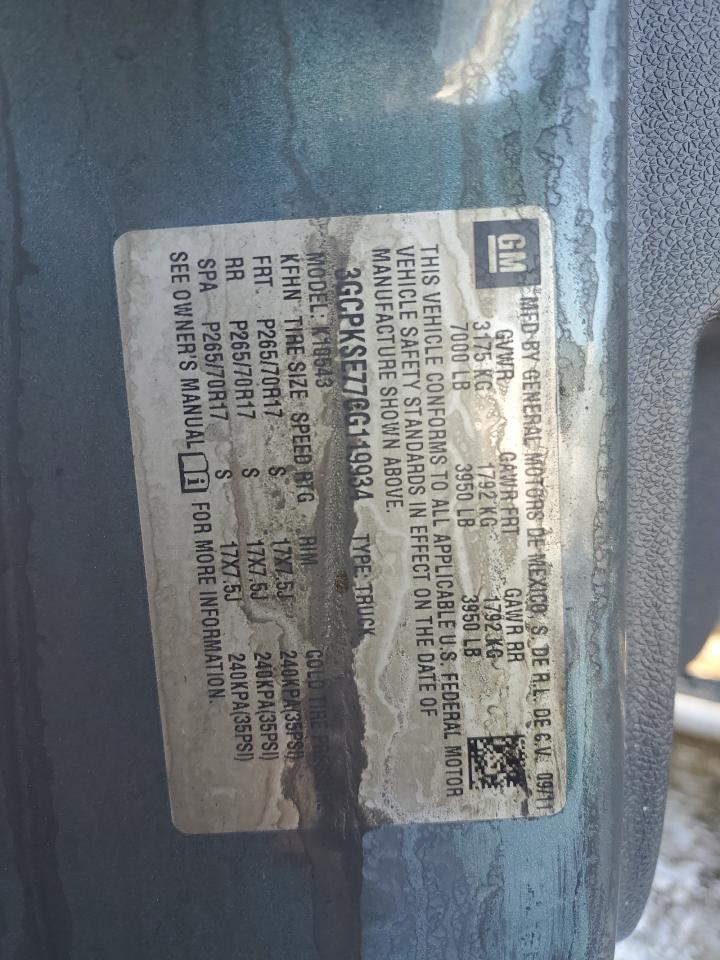 GM
MFD BY GENERAL MOTORS DE MEXICO S. DE R.L. DE C.V. 09/11
GVWR GAWR FRT GAWR RR
3175 KG 1792 KG 1792 KG
7000 LB 3950 LB 3950 LB
THIS VEHICLE CONFORMS TO ALL APPLICABLE U.S. FEDERAL MOTOR
VEHICLE SAFETY STANDARDS IN EFFECT ON THE DATE OF
MANUFACTURE SHOWN ABOVE.
3GCPKSE77CG119934 TYPE: TRUCK
MODEL: K10543
KFHN TIRE SIZE SPEED RTG RIM COLD TIRE
FRT. P265/70R17 S 17X7.5J 240KPA(35PSI)
RR P265/70R17 S 17X7.5J 240KPA(35PSI)
SPA P265/70R17 S 17X7.5J 240KPA(35PSI)
SEE OWNER'S MANUAL FOR MORE INFORMATION.